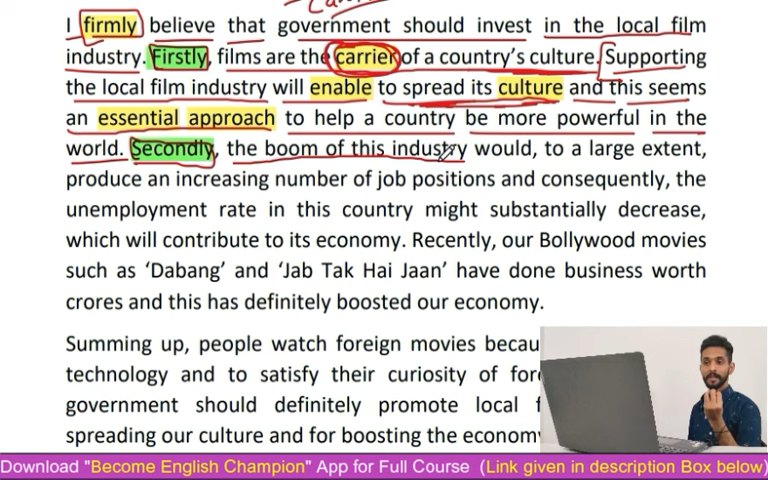 I firmly believe that government should invest in the local film
industry. Firstly, films are the carrier of a country's culture. Supporting
the local film industry will enable to spread its culture and this seems
an essential approach to help a country be more powerful in the
world. Secondly, the boom of this industry would, to a large extent,
produce an increasing number of job positions and consequently, the
unemployment rate in this country might substantially decrease,
which will contribute to its economy. Recently, our Bollywood movies
such as 'Dabang' and 'Jab Tak Hai Jaan' have done business worth
crores and this has definitely boosted our economy.
Summing up, people watch foreign movies
technology and to satisfy their curiosity of
government should definitely promote local
spreading our culture and for boosting the
Download "Become English Champion" App for Full Course (Link given in description Box below)